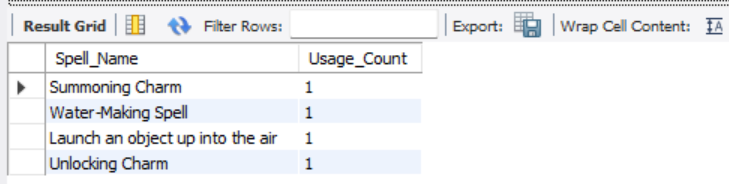 Result Grid Filter Rows: Export: Wrap Cell Content: IA
Spell_Name Usage_Count
Summoning Charm 1
Water-Making Spell 1
Launch an object up into the air 1
Unlocking Charm 1